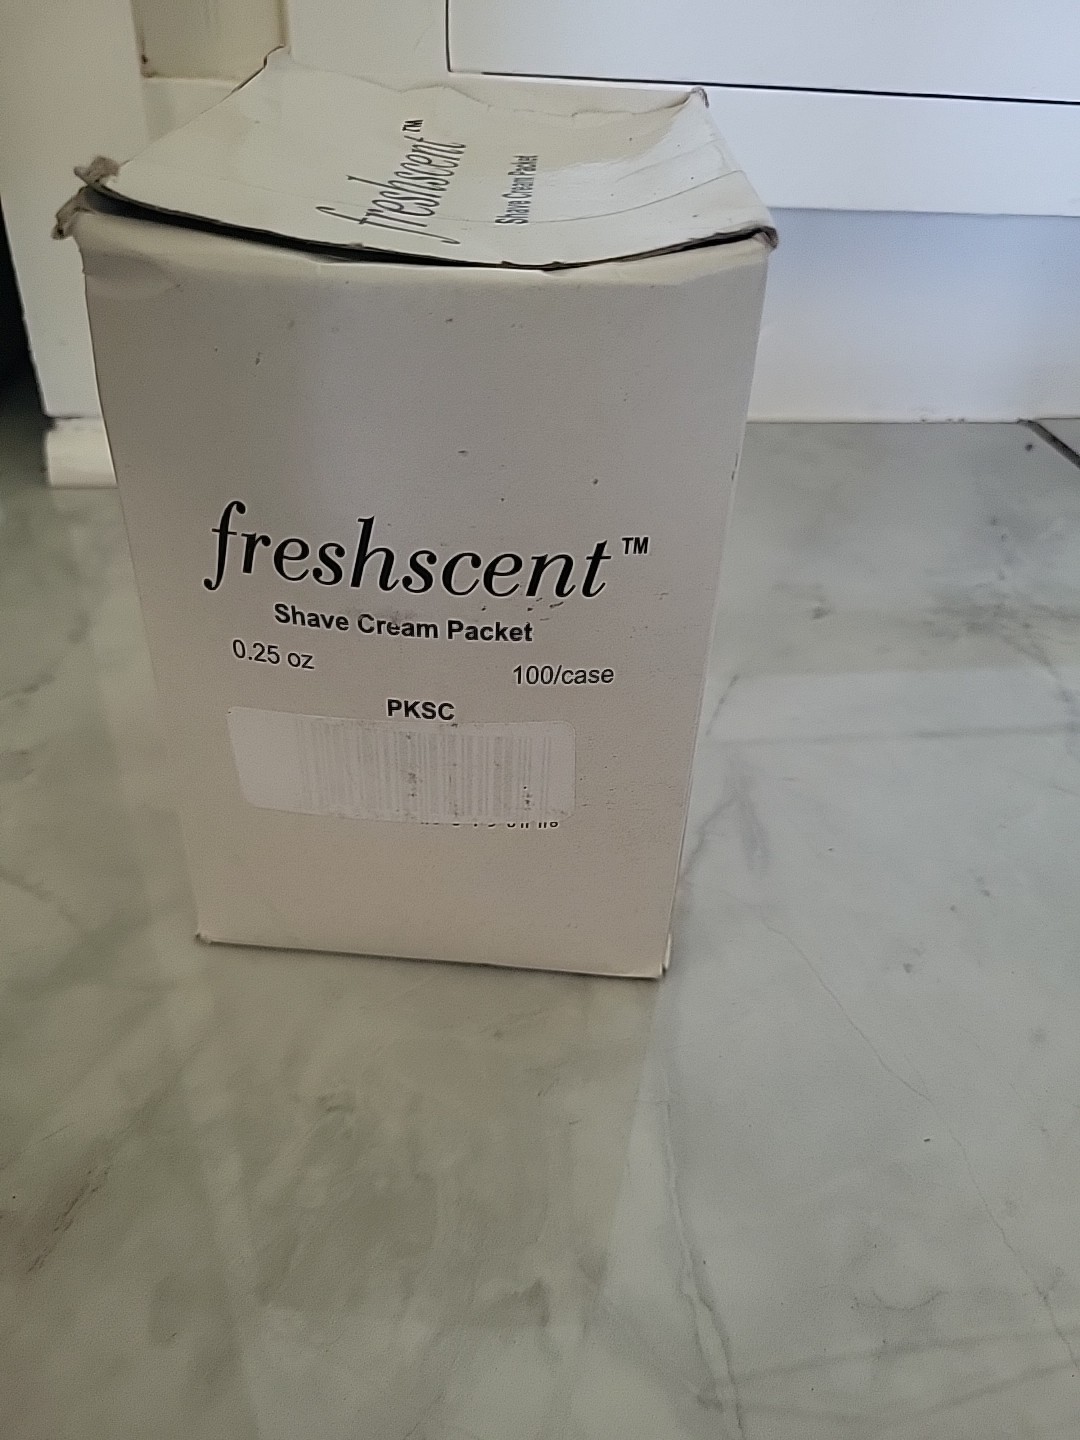 freshscent™
Shave Cream Packet
freshscent™
Shave Cream Packet
0.25 oz
100/case
PKSC